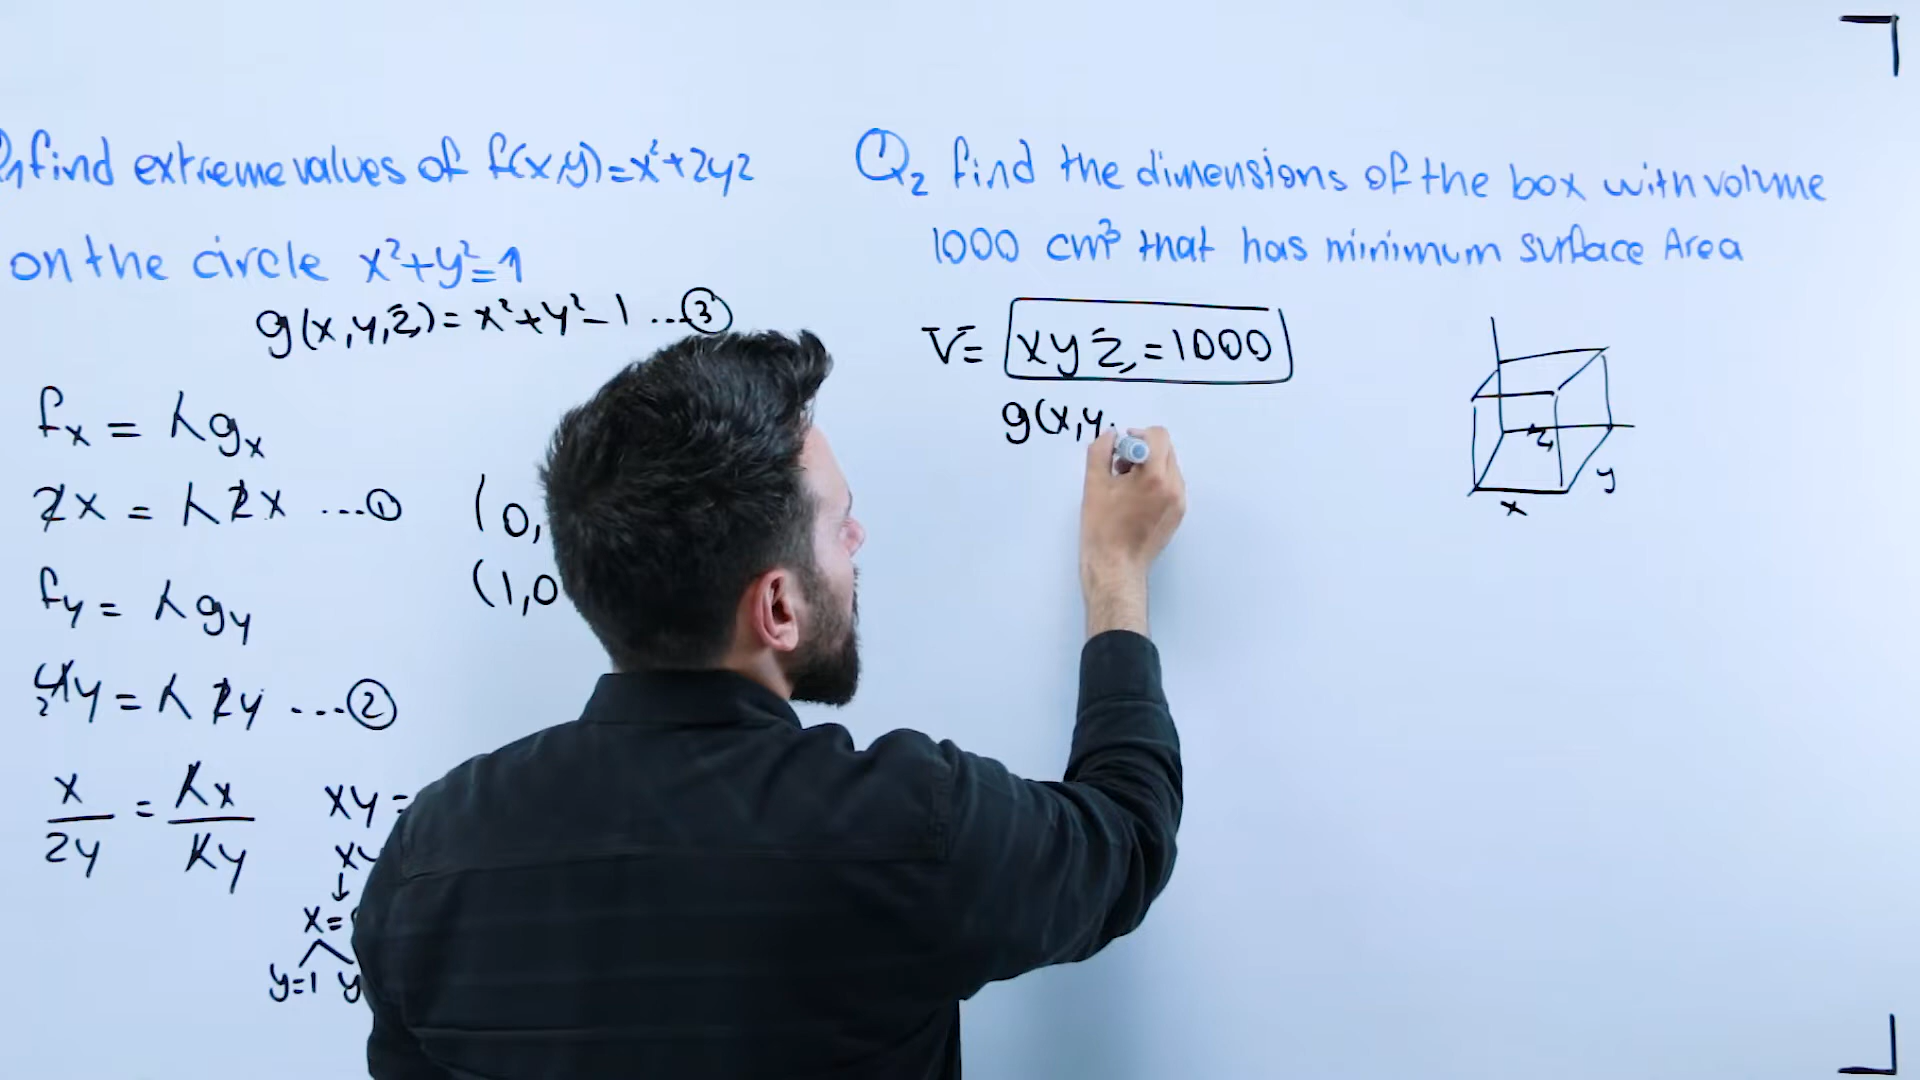 find extreme values of f(x,y)=x²+2y2
on the circle x²+y²=1
g(x,y,z)= x²+y²-1 ...③
fx = λgx
2x = λ2x ...①
(0,
fy = λgy
(1,0
4y = λ2y ...②
2
x/2y = λx/λy
xy =
xy
↓
x=
y=1 y
Q2 find the dimensions of the box with volume
1000 cm³ that has minimum surface Area
V= xyz=1000
g(x,y,
z
y
x